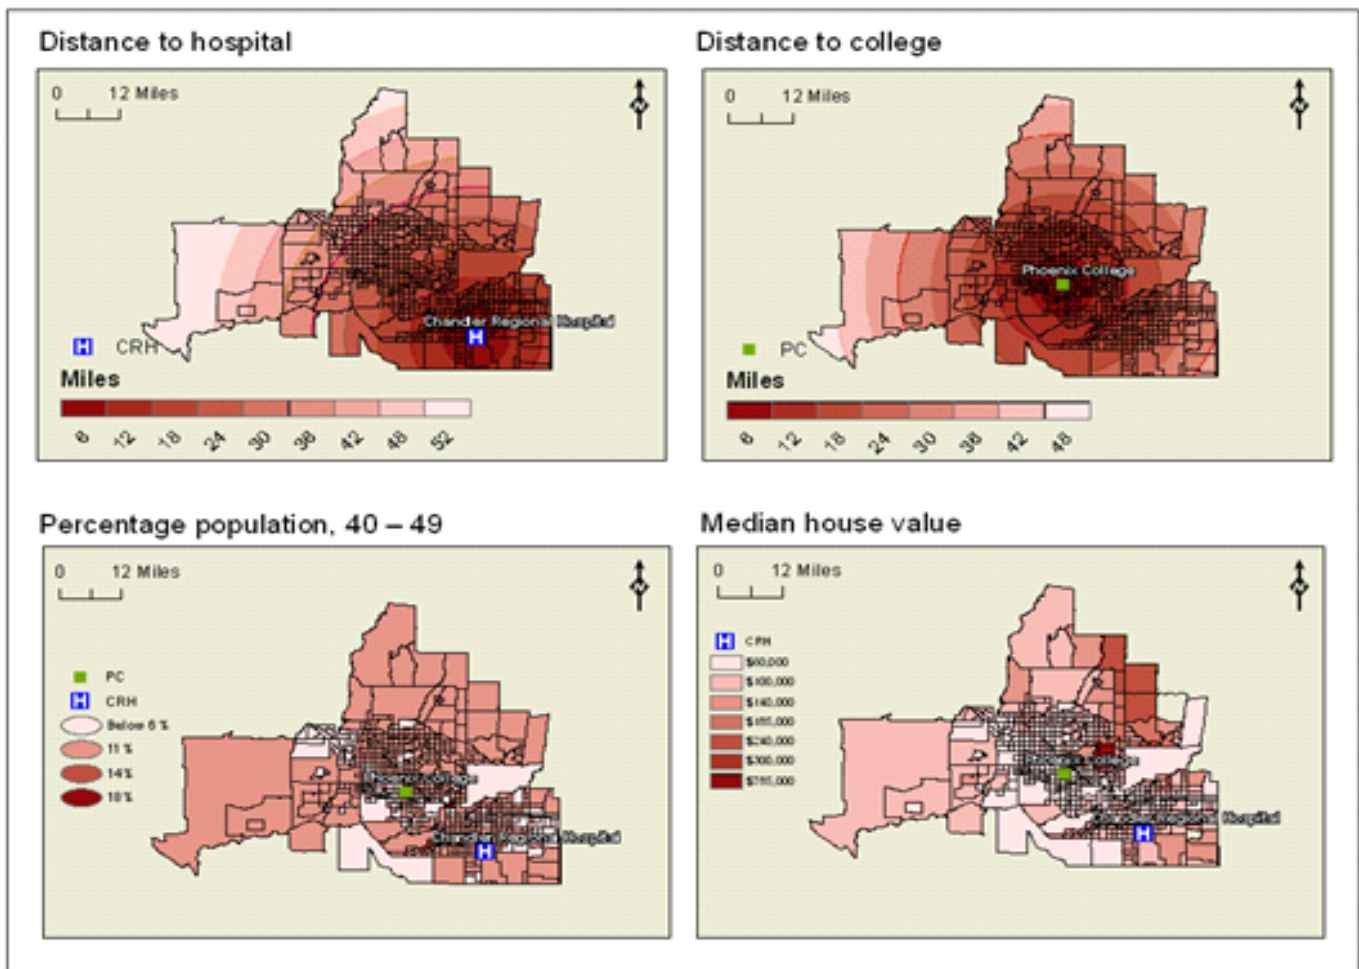 Distance to hospital
0 12 Miles
N
Chandler Regional Hospital
H
H CRH
Miles
6 12 18 24 30 36 42 48 52
Distance to college
0 12 Miles
N
Phoenix College
PC
Miles
6 12 18 24 30 36 42 48
Percentage population, 40 – 49
0 12 Miles
N
PC
H CRH
Below 6 %
11 %
14 %
18 %
Phoenix College
Chandler Regional Hospital
H
Median house value
0 12 Miles
N
H CRH
$60,000
$100,000
$140,000
$240,000
$300,000
College
Chandler Regional Hospital
H